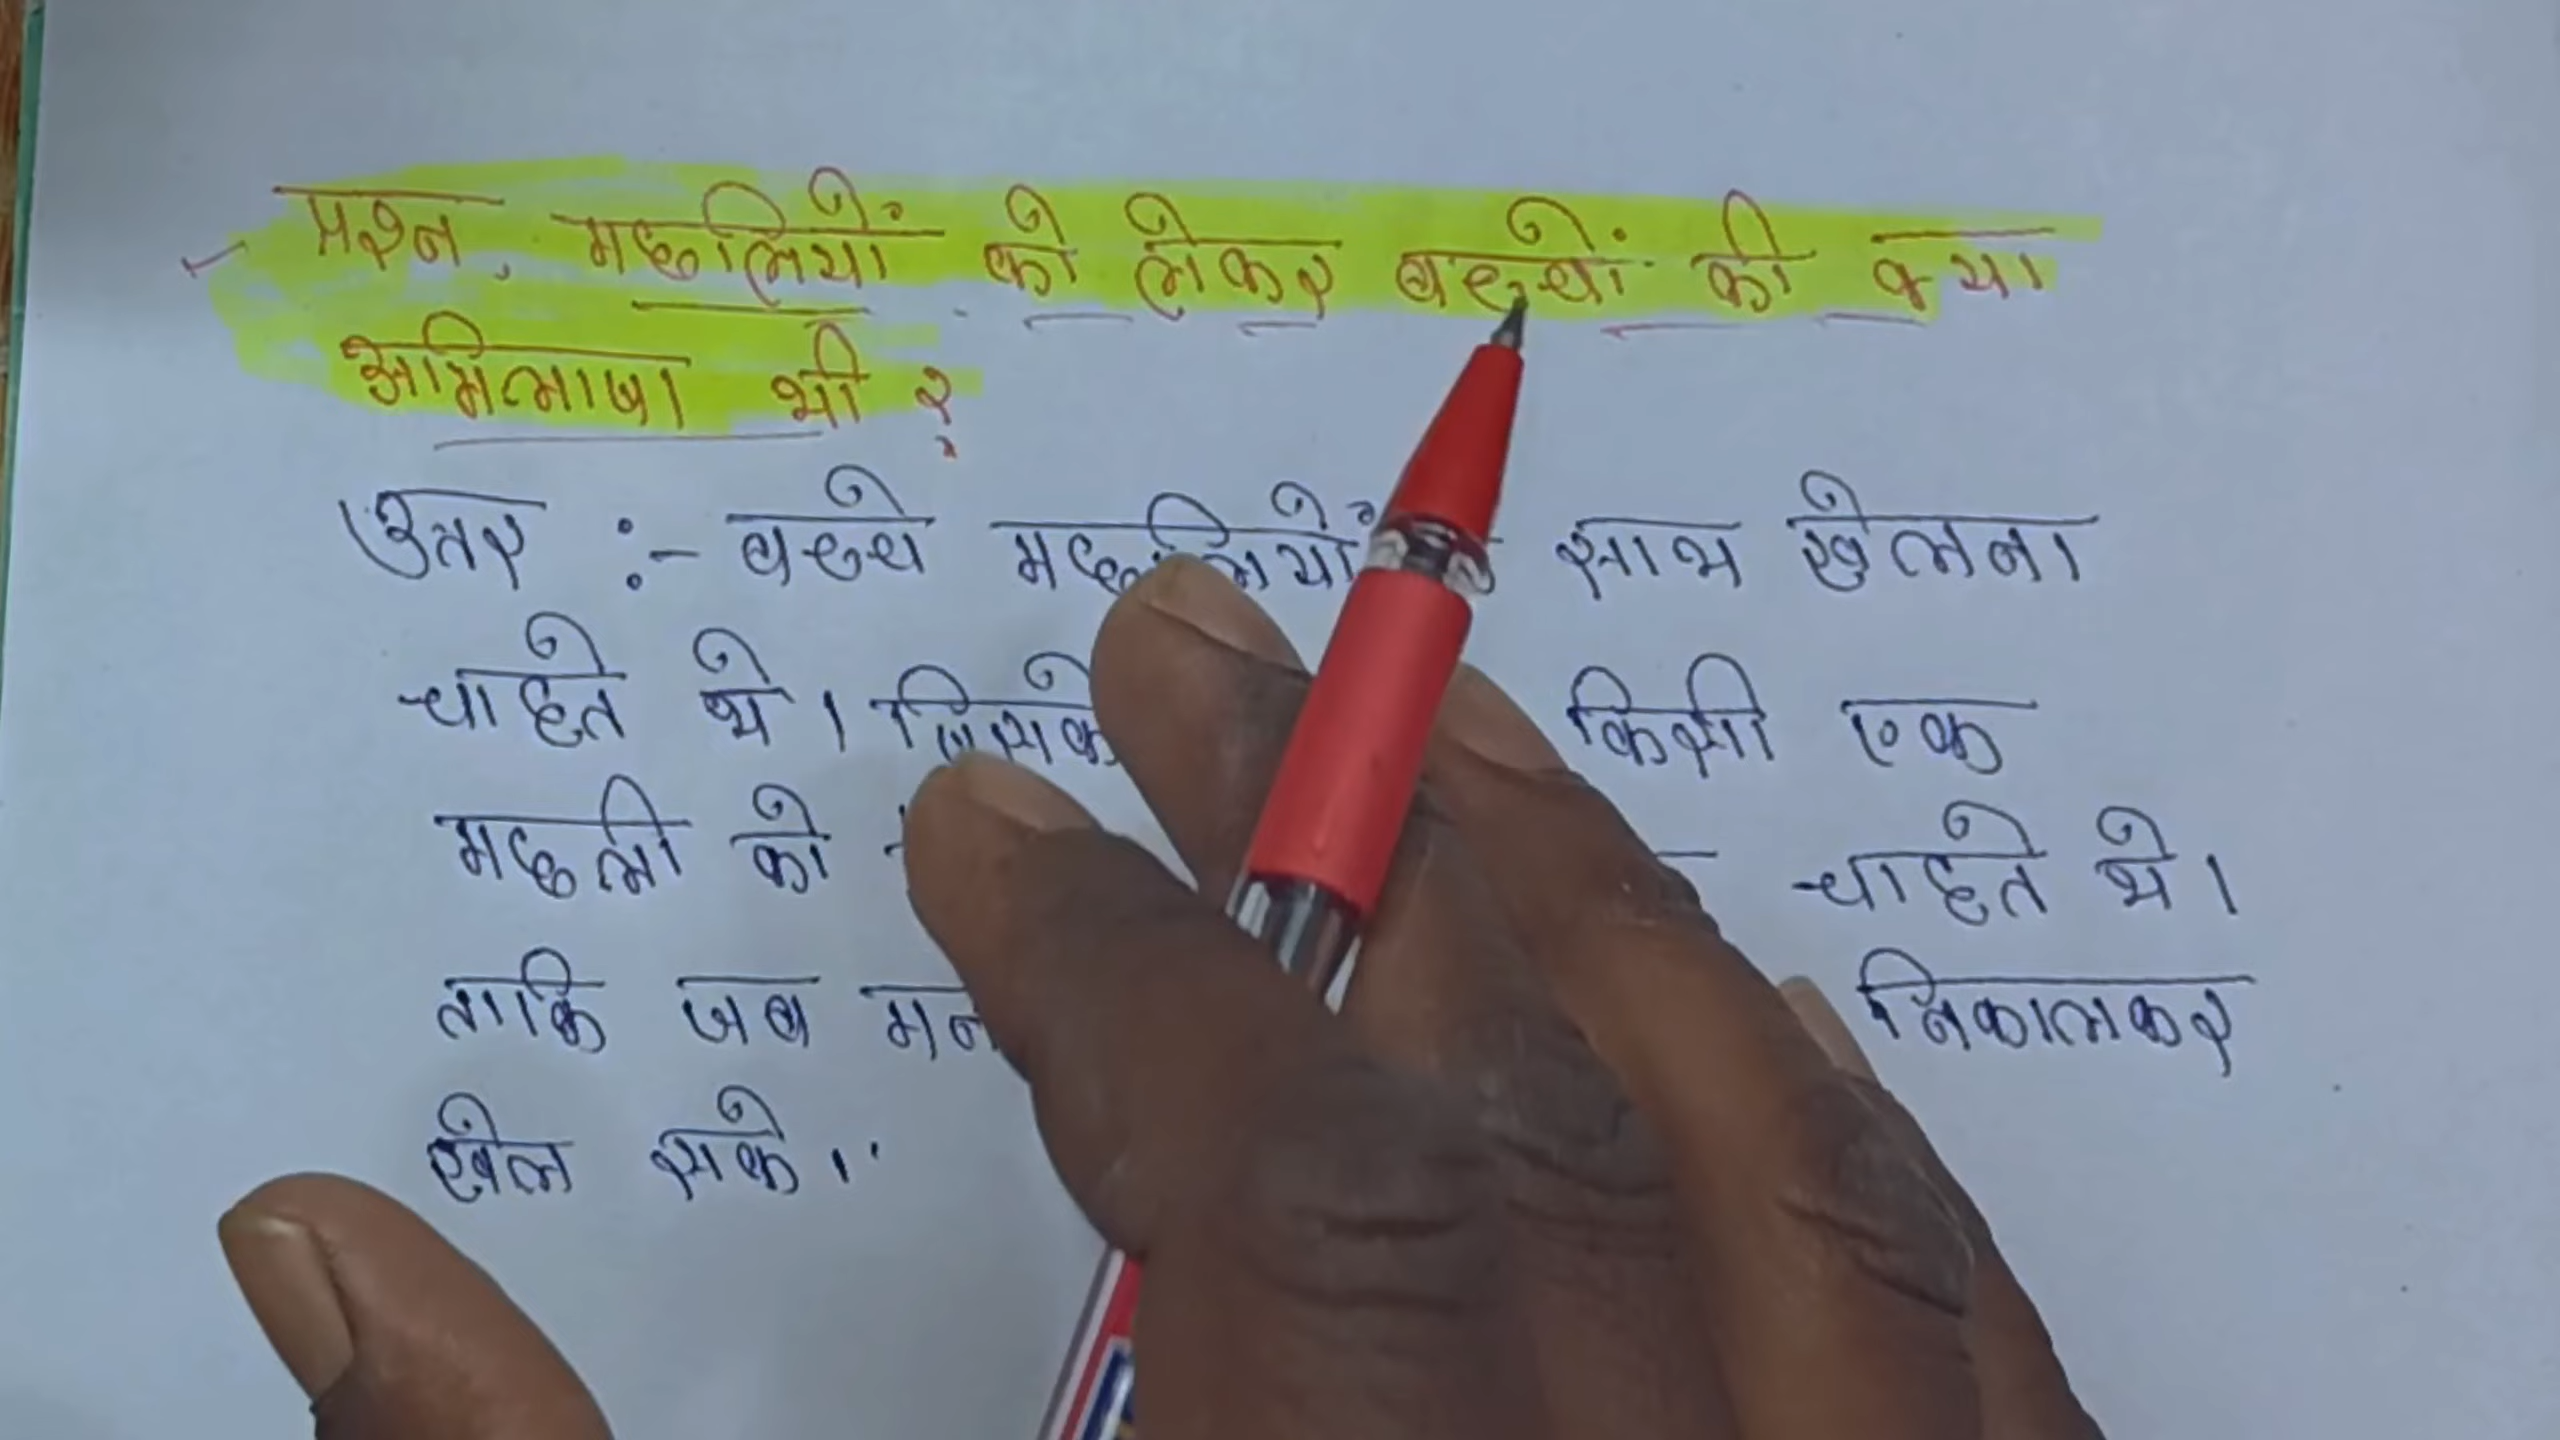 प्रश्न. मछलियों को लेकर बच्चों की क्या
अभिलाषा थी ?
उत्तर :- बच्चे मछलियों साथ खेलना
चाहते थे। किसी एक
मछली को चाहते थे।
ताकि जब निकालकर
खेल सके।